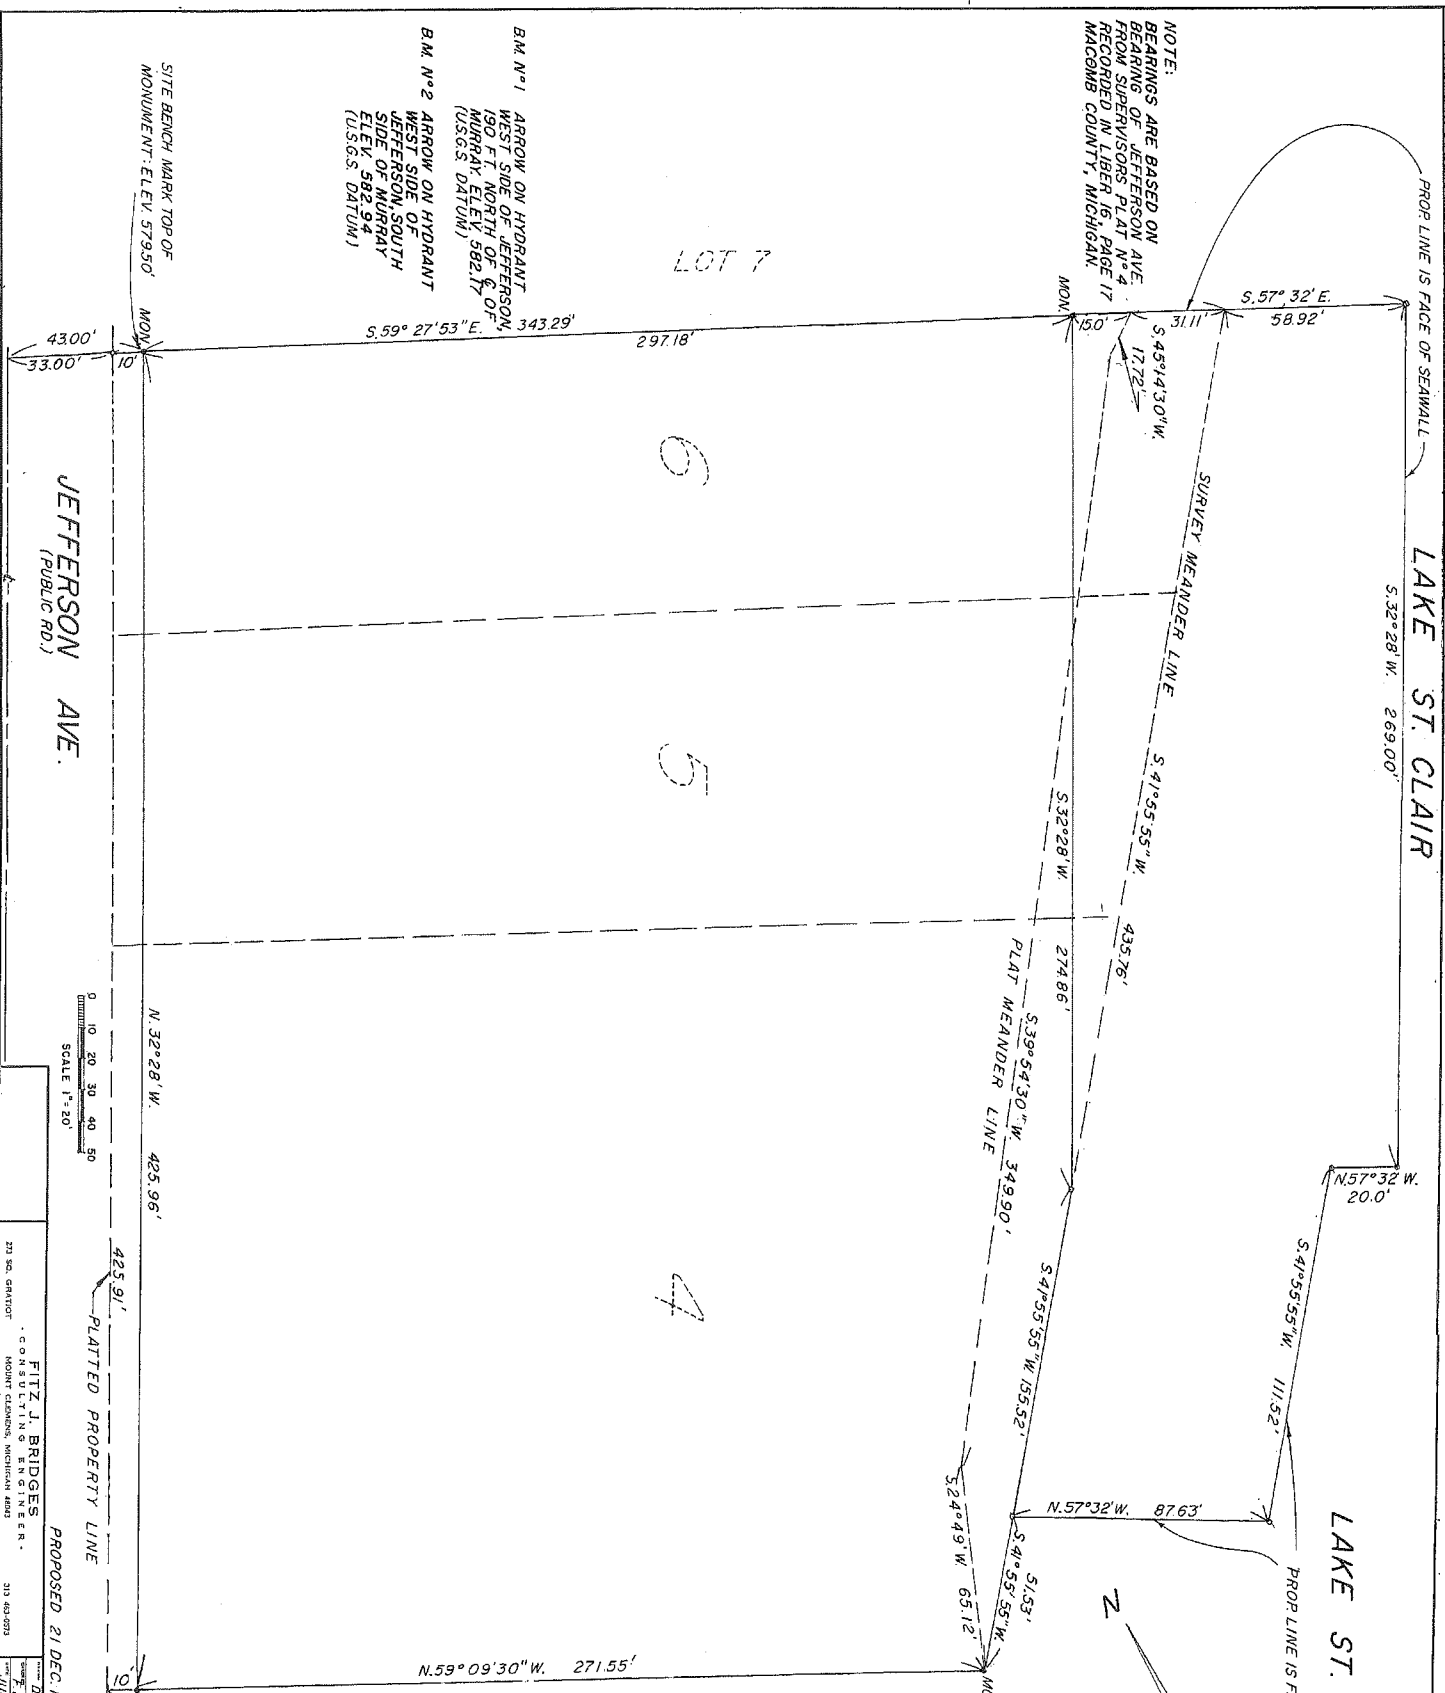 NOTE:
BEARINGS ARE BASED ON
BEARING OF JEFFERSON AVE.
FROM SUPERVISORS PLAT Nº 4
RECORDED IN LIBER 16, PAGE 17
MACOMB COUNTY, MICHIGAN.
PROP. LINE IS FACE OF SEAWALL
LAKE ST. CLAIR
B.M. Nº 1 ARROW ON HYDRANT
WEST SIDE OF JEFFERSON,
190 FT. NORTH OF ℄ OF
MURRAY. ELEV. 582.17
(U.S.G.S. DATUM)
B.M. Nº 2 ARROW ON HYDRANT
WEST SIDE OF
JEFFERSON, SOUTH
SIDE OF MURRAY
ELEV. 582.94
(U.S.G.S. DATUM)
SITE BENCH MARK TOP OF
MONUMENT: ELEV. 579.50'
LOT 7
MON.
MON.
S.57° 32' E.
58.92'
31.11'
15.0'
S.45°14'30"W.
17.72'
S.59° 27'53"E. 343.29'
297.18'
43.00'
33.00'
10'
S.32° 28' W. 269.00'
N.57°32' W.
20.0'
SURVEY MEANDER LINE S.41°55'55"W. 435.76'
S.32°28' W. 274.86'
S.39°54'30"W. 349.90'
PLAT MEANDER LINE
S.41°55'55"W. 111.52'
S.41°55'55"W. 155.52'
N.57°32'W. 87.63'
51.53'
S.41°55'55"W.
S.24°49'W. 65.12'
PROP. LINE IS F
LAKE ST.
N
6
5
4
JEFFERSON AVE.
(PUBLIC RD.)
℄
N. 32°28' W. 425.96'
425.91'
PLATTED PROPERTY LINE
N.59°09'30"W. 271.55'
10'
0 10 20 30 40 50
SCALE 1"= 20'
PROPOSED 21 DEC.
FITZ J. BRIDGES
· CONSULTING ENGINEER ·
273 SO. GRATIOT MOUNT CLEMENS, MICHIGAN 48043 313 463-0573